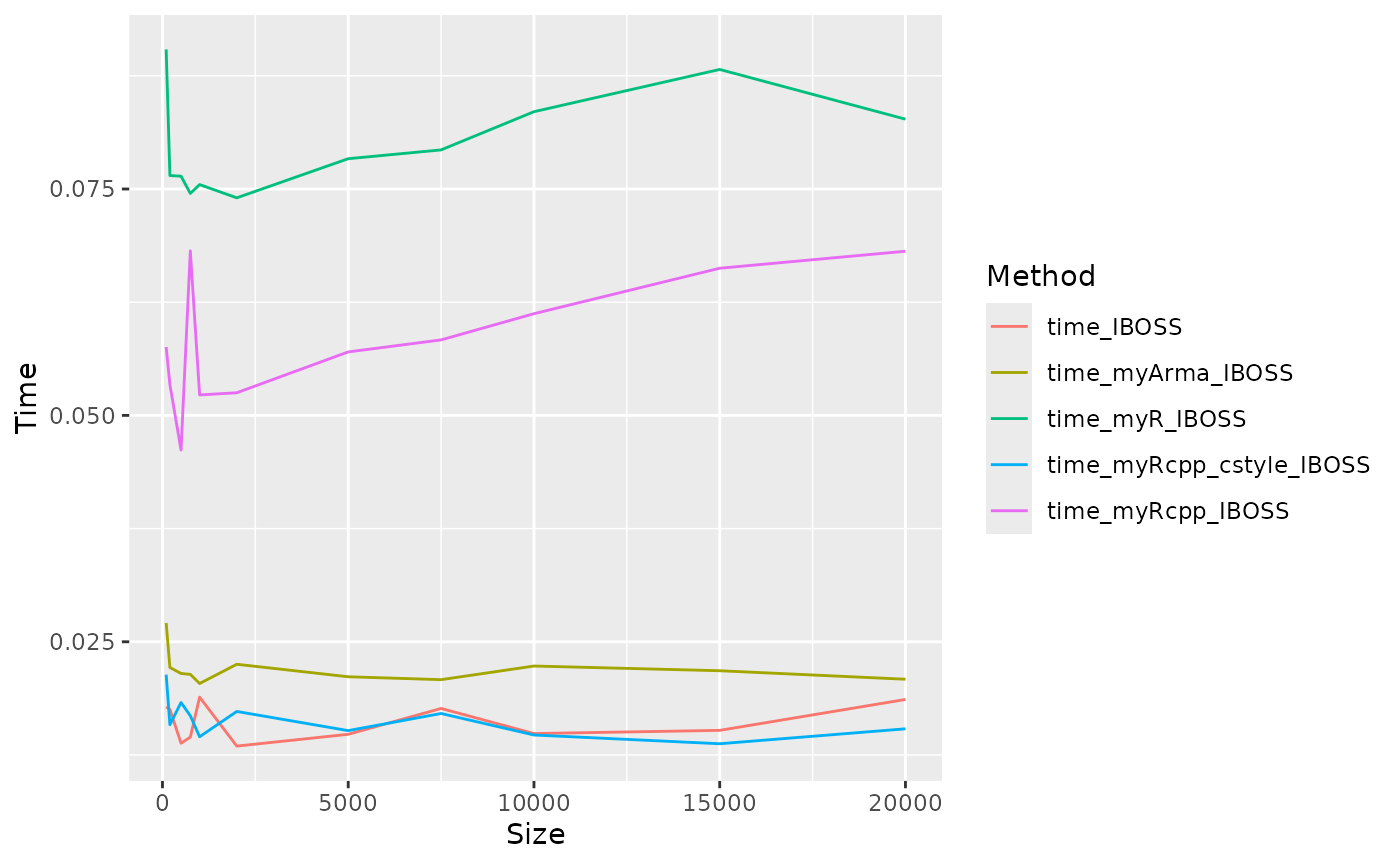 Time
0.075
0.050
0.025
0 5000 10000 15000 20000
Size
Method
time_IBOSS
time_myArma_IBOSS
time_myR_IBOSS
time_myRcpp_cstyle_IBOSS
time_myRcpp_IBOSS